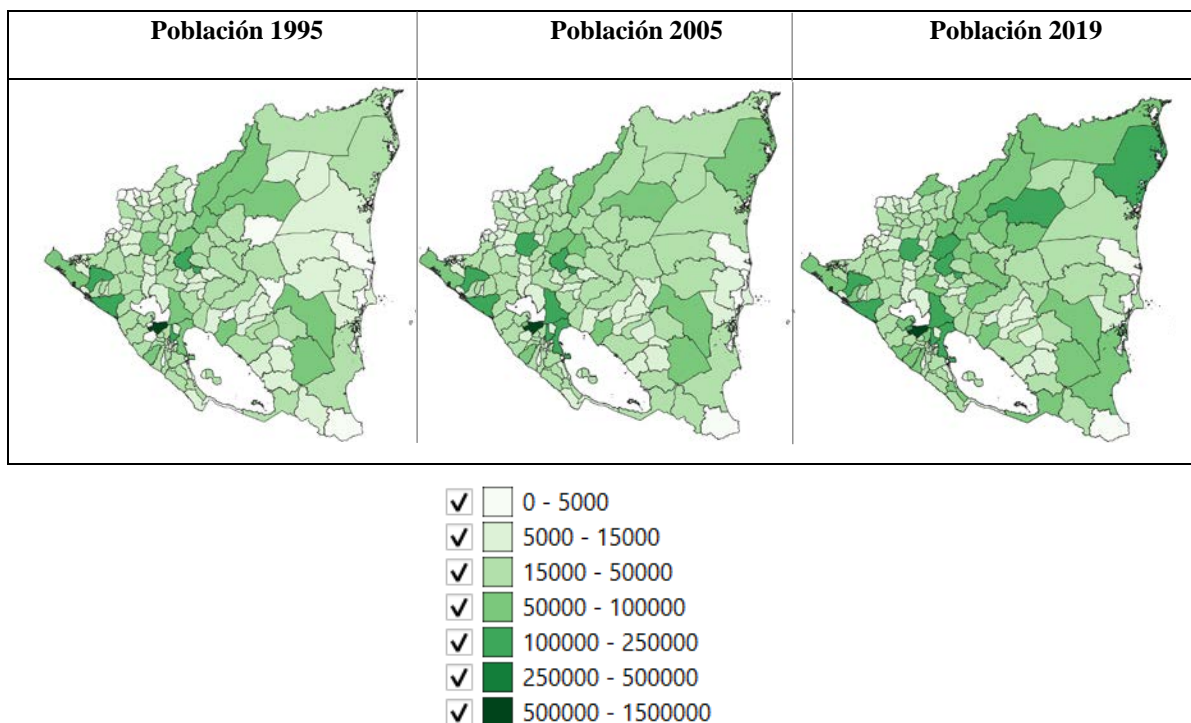 Población 1995
Población 2005
Población 2019
0 - 5000
5000 - 15000
15000 - 50000
50000 - 100000
100000 - 250000
250000 - 500000
500000 - 1500000